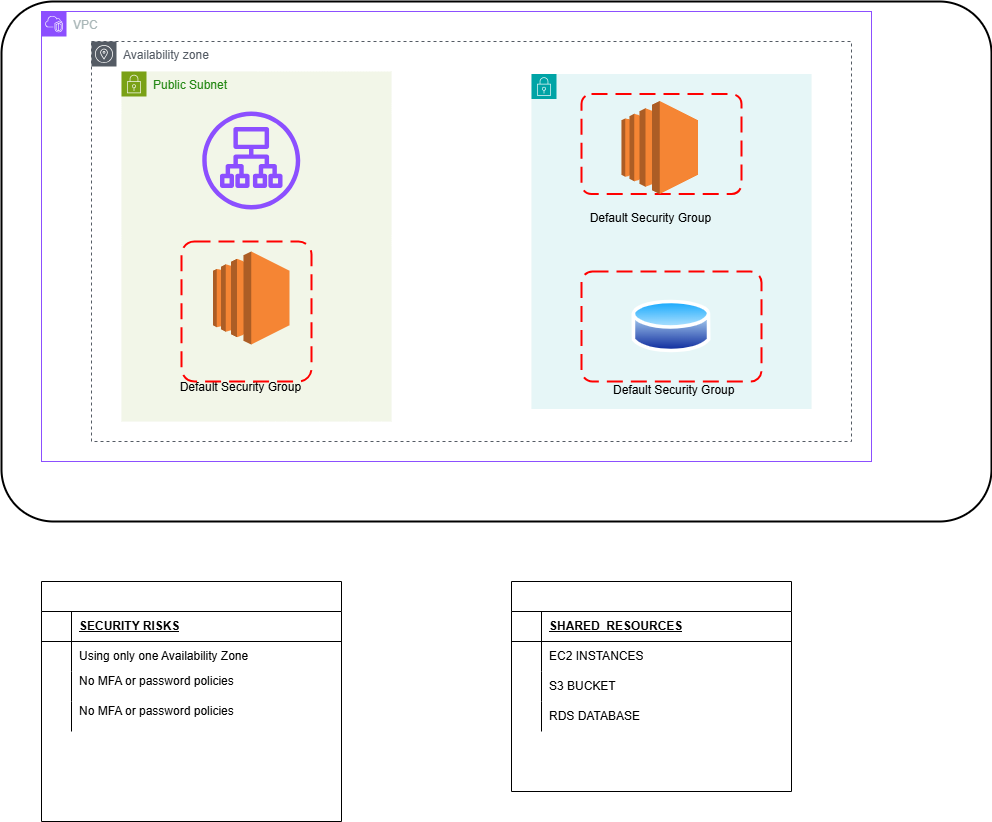 VPC
Availability zone
Public Subnet
Default Security Group
Default Security Group
Default Security Group
SECURITY RISKS
Using only one Availability Zone
No MFA or password policies
No MFA or password policies
SHARED RESOURCES
EC2 INSTANCES
S3 BUCKET
RDS DATABASE